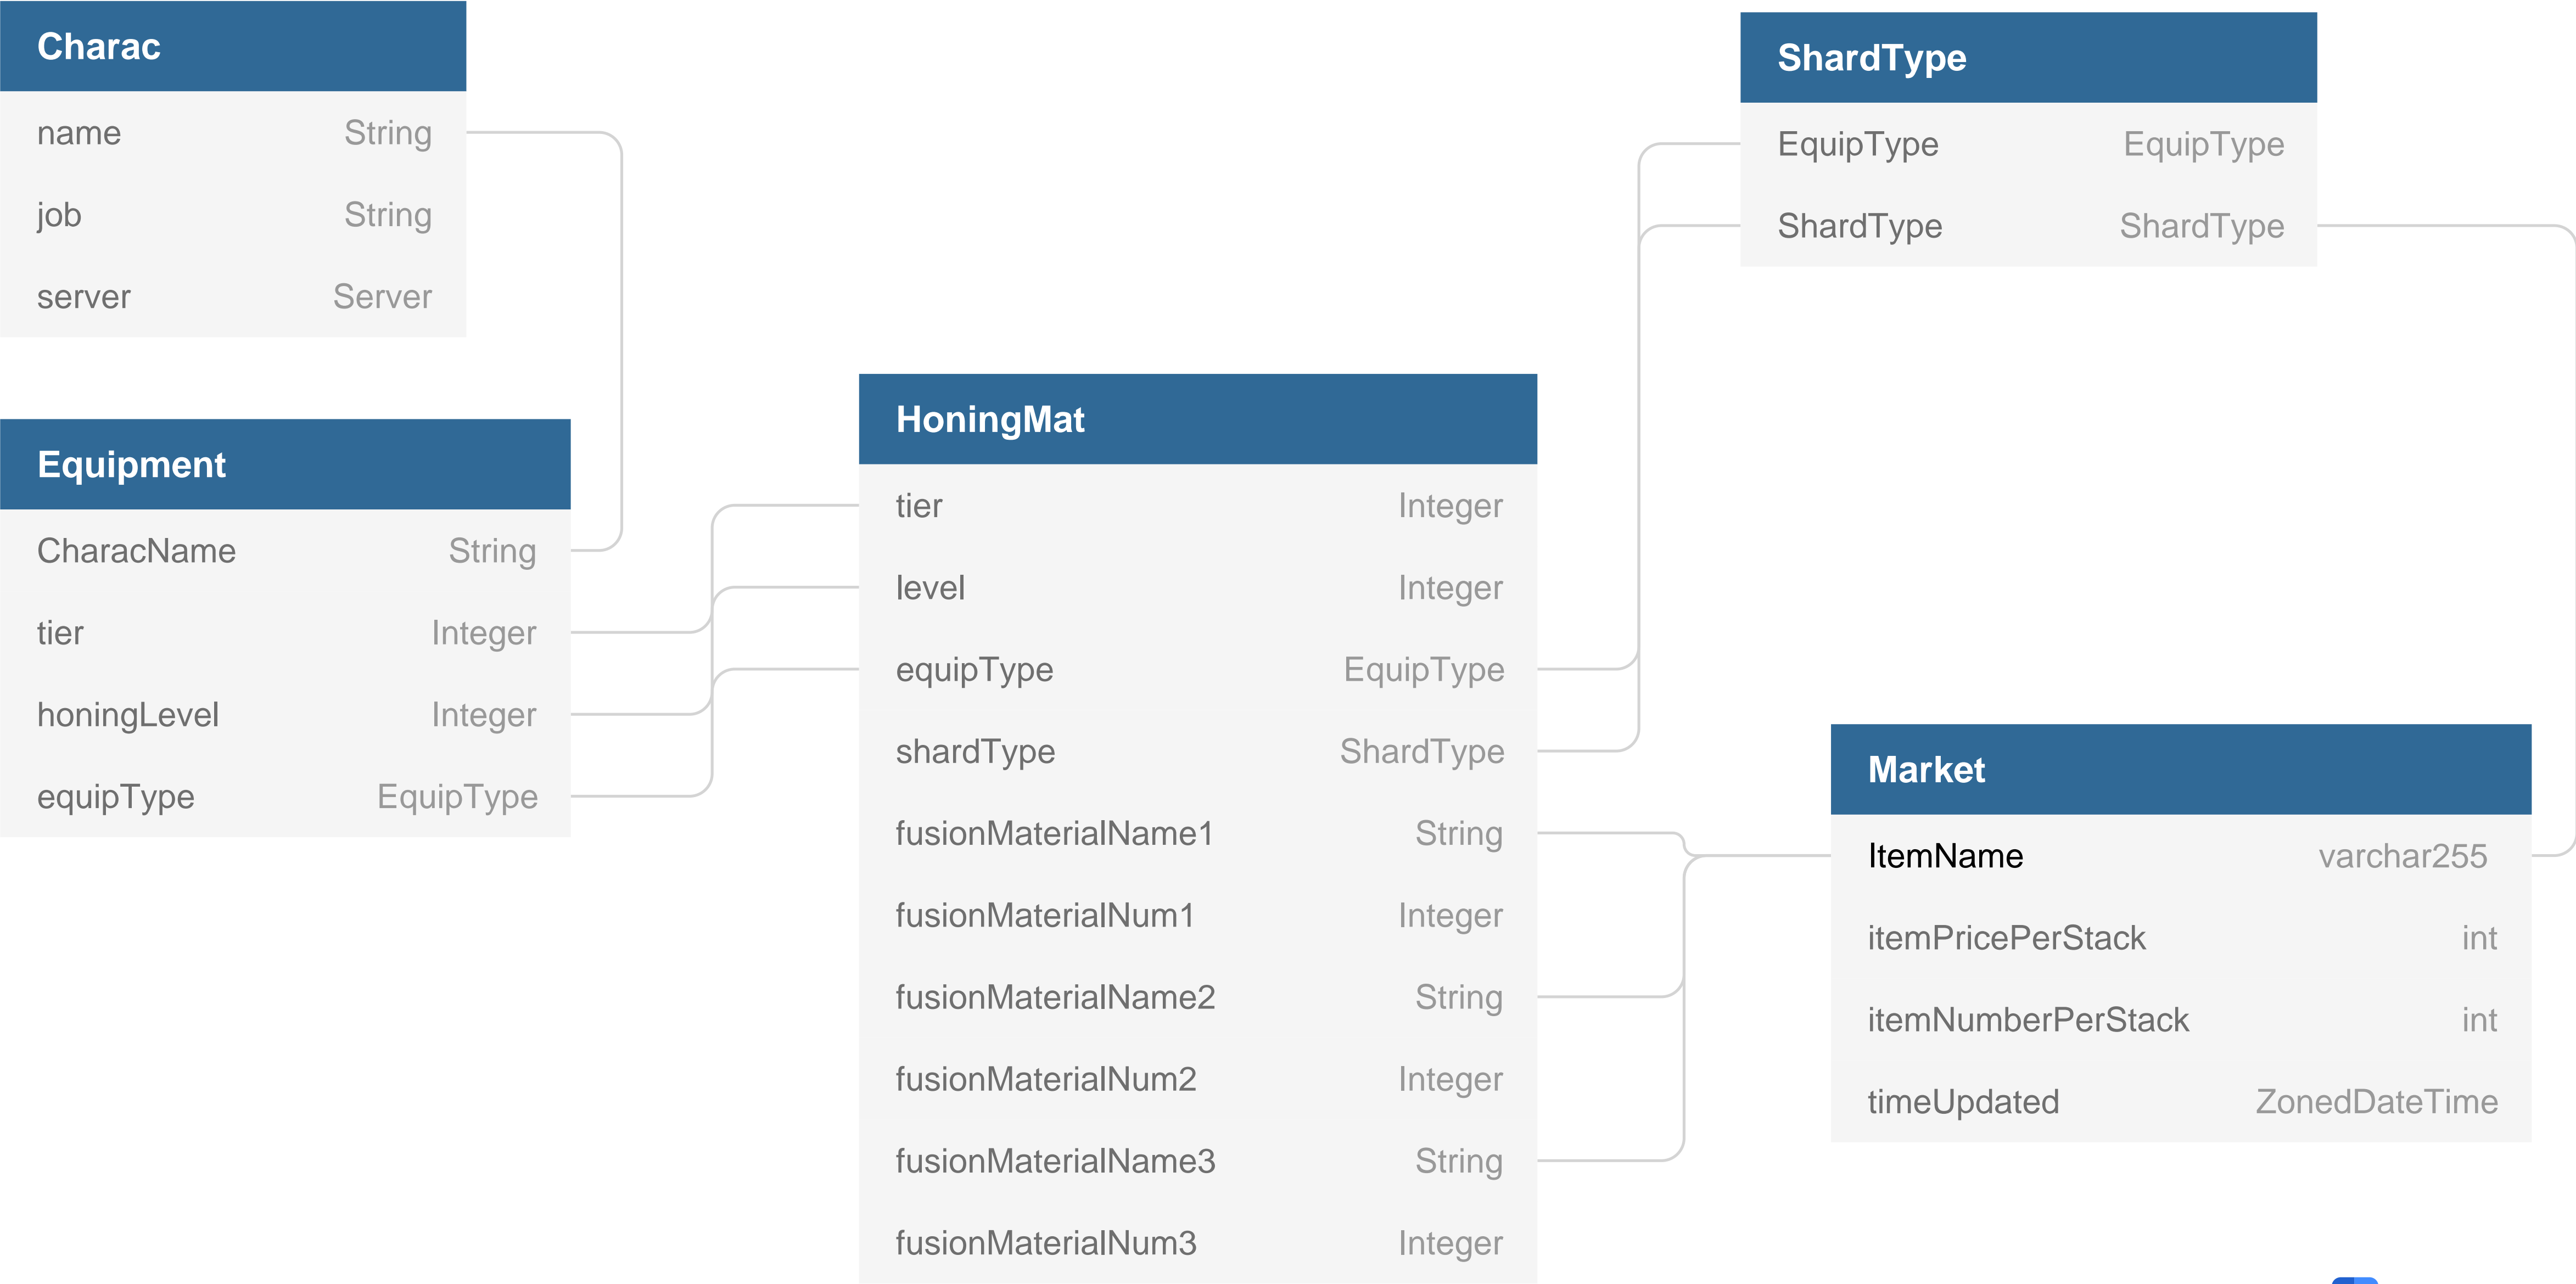 Charac
name String
job String
server Server
Equipment
CharacName String
tier Integer
honingLevel Integer
equipType EquipType
HoningMat
tier Integer
level Integer
equipType EquipType
shardType ShardType
fusionMaterialName1 String
fusionMaterialNum1 Integer
fusionMaterialName2 String
fusionMaterialNum2 Integer
fusionMaterialName3 String
fusionMaterialNum3 Integer
ShardType
EquipType EquipType
ShardType ShardType
Market
ItemName varchar255
itemPricePerStack int
itemNumberPerStack int
timeUpdated ZonedDateTime